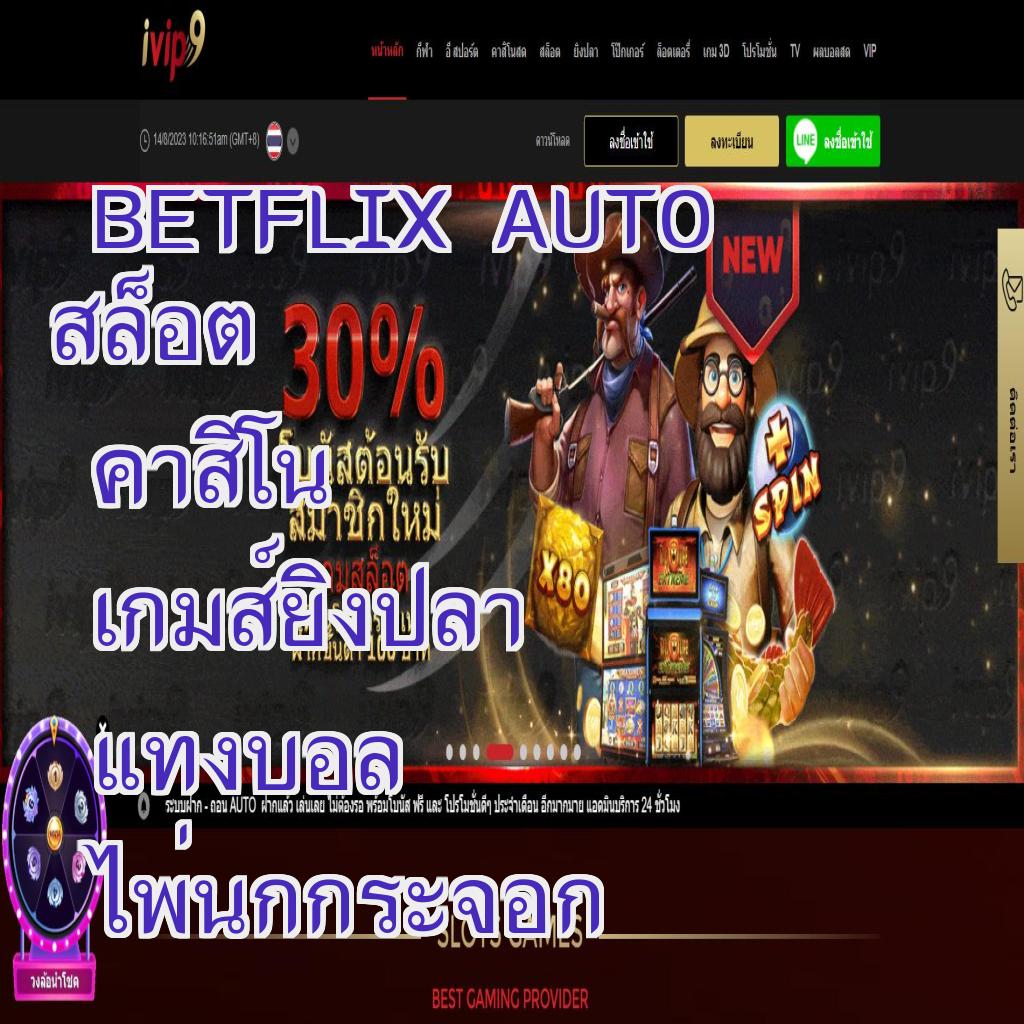 ivip9
หน้าหลัก กีฬา อี สปอร์ต คาสิโนสด สล็อต ยิงปลา โป๊กเกอร์ ล็อตเตอรี่ เกม 3D โปรโมชั่น TV ผลบอลสด VIP
14/8/2023 10:16:51am (GMT+8)
ดาวน์โหลด ลงชื่อเข้าใช้ ลงทะเบียน LINE ลงชื่อเข้าใช้
BETFLIX AUTO
NEW
สล็อต
30%
ติดต่อเรา
คาสิโน
โบนัสต้อนรับ
สมาชิกใหม่
+ SPIN
X80
EXTREME
เกมส์ยิงปลา
แทงบอล
ระบบฝาก - ถอน AUTO ฝากแล้ว เล่นเลย ไม่ต้องรอ พร้อมโบนัส ฟรี และ โปรโมชั่นดีๆ ประจำเดือน อีกมากมาย แอดมินบริการ 24 ชั่วโมง
ไพ่นกกระจอก
SLOTS GAMES
วงล้อนำโชค
BEST GAMING PROVIDER